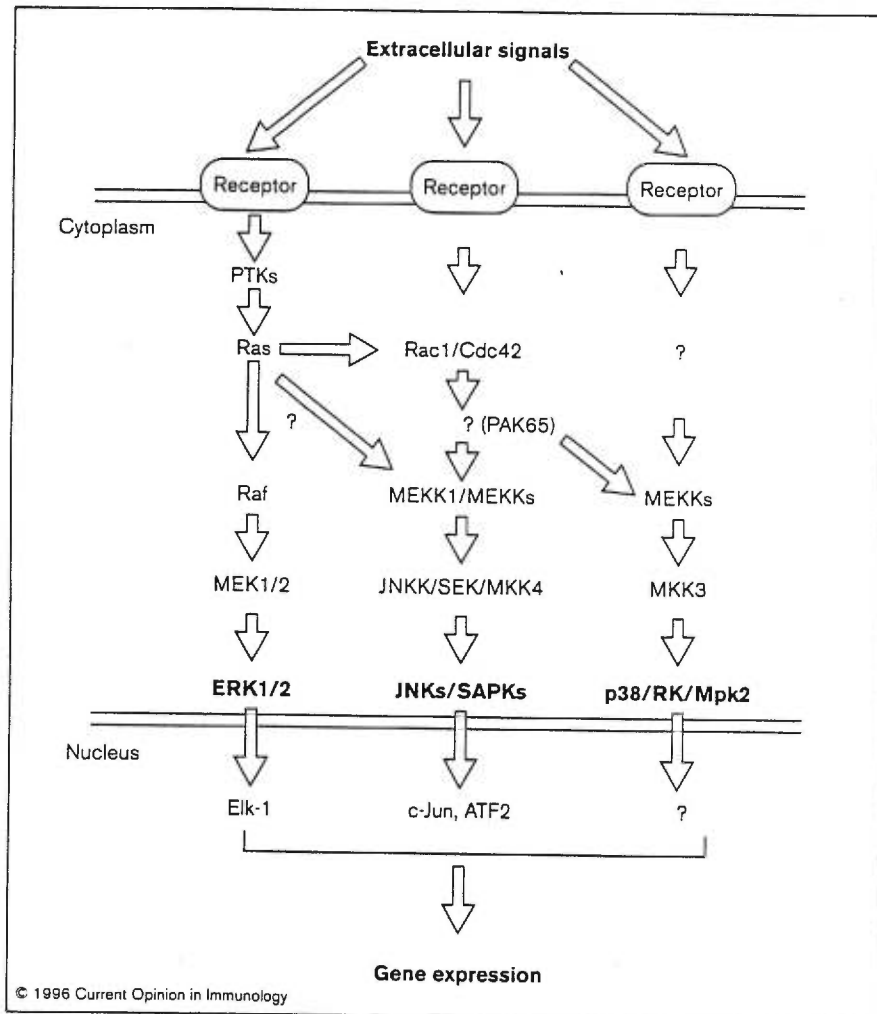 Extracellular signals
Receptor Receptor Receptor
Cytoplasm
PTKs
Ras Rac1/Cdc42 ?
? ? (PAK65)
Raf MEKK1/MEKKs MEKKs
MEK1/2 JNKK/SEK/MKK4 MKK3
ERK1/2 JNKs/SAPKs p38/RK/Mpk2
Nucleus
Elk-1 c-Jun, ATF2 ?
Gene expression
© 1996 Current Opinion in Immunology